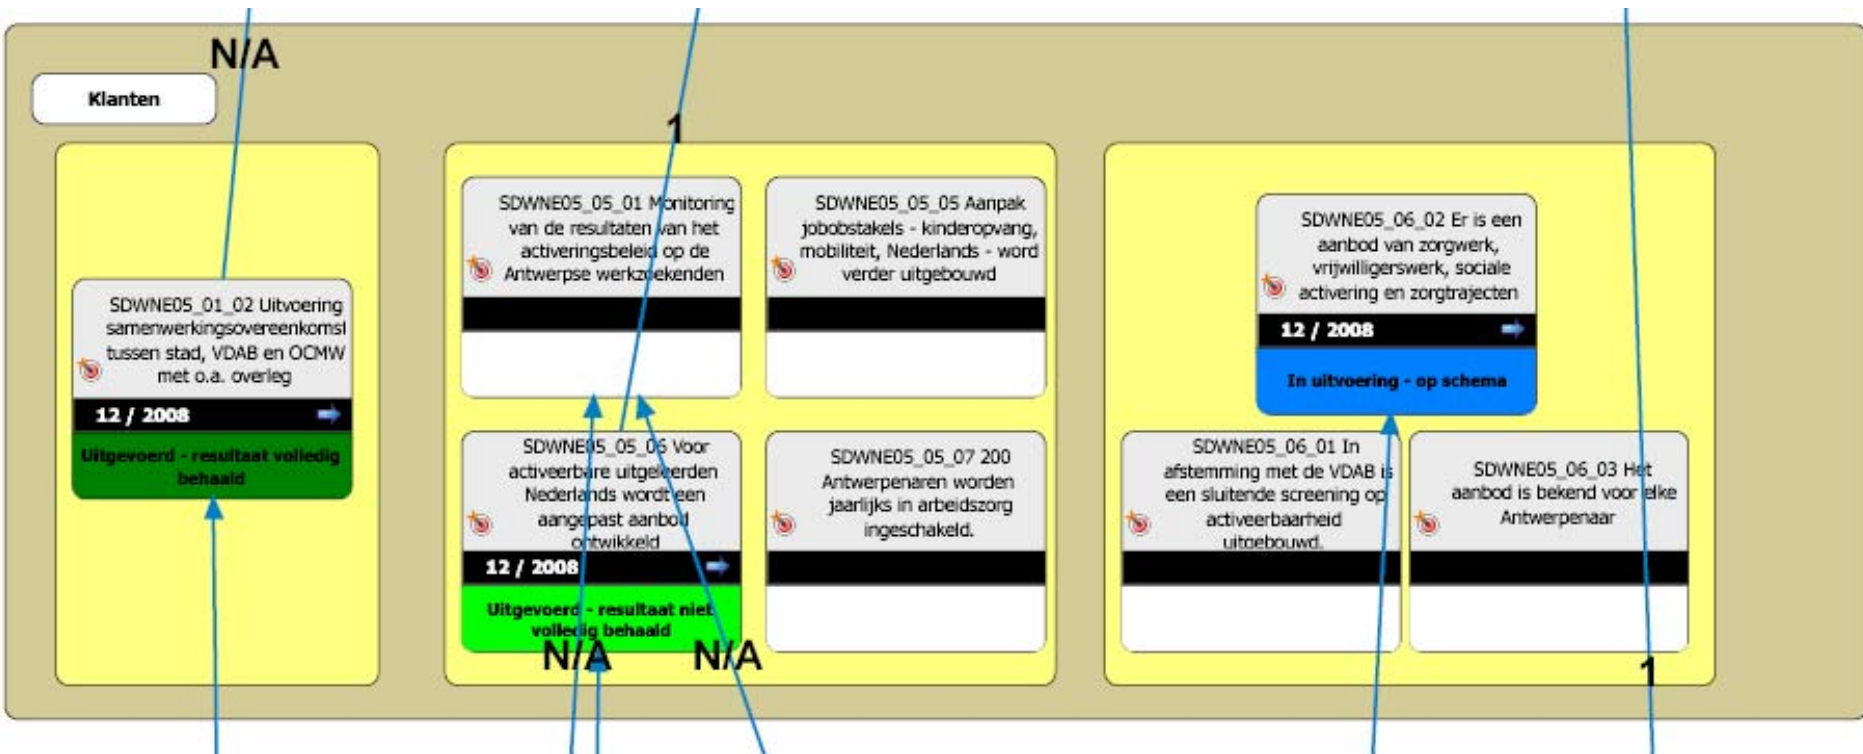 N/A
Klanten
1
SDWNE05_01_02 Uitvoering
samenwerkingsovereenkomst
tussen stad, VDAB en OCMW
met o.a. overleg
12 / 2008
Uitgevoerd - resultaat volledig
behaald
SDWNE05_05_01 Monitoring
van de resultaten van het
activeringsbeleid op de
Antwerpse werkzoekenden
SDWNE05_05_05 Aanpak
jobobstakels - kinderopvang,
mobiliteit, Nederlands - word
verder uitgebouwd
SDWNE05_05_06 Voor
activeerbare uitgeleerden
Nederlands wordt een
aangepast aanbod
ontwikkeld
12 / 2008
Uitgevoerd - resultaat niet
volledig behaald
N/A
N/A
SDWNE05_05_07 200
Antwerpenaren worden
jaarlijks in arbeidszorg
ingeschakeld.
SDWNE05_06_02 Er is een
aanbod van zorgwerk,
vrijwilligerswerk, sociale
activering en zorgtrajecten
12 / 2008
In uitvoering - op schema
SDWNE05_06_01 In
afstemming met de VDAB is
een sluitende screening op
activeerbaarheid
uitgebouwd.
SDWNE05_06_03 Het
aanbod is bekend voor elke
Antwerpenaar
1